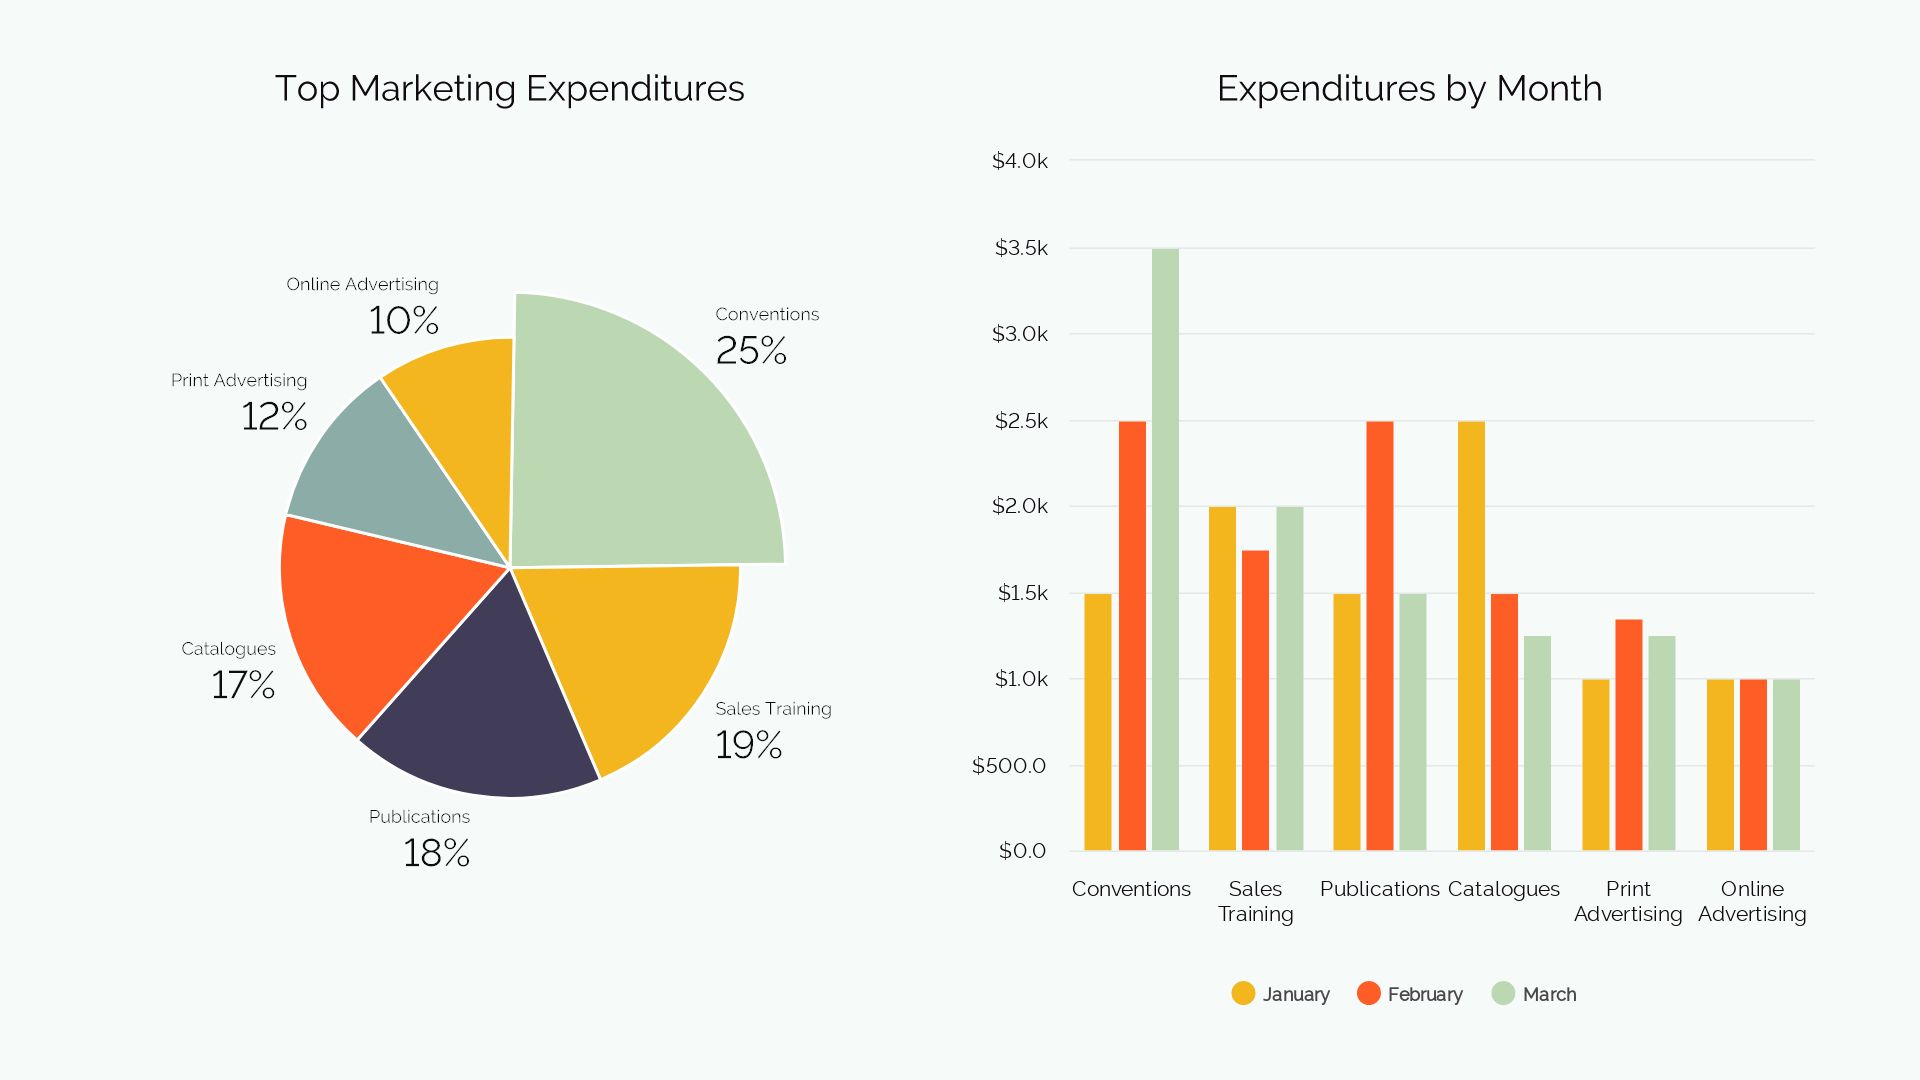 Top Marketing Expenditures
Online Advertising
10%
Conventions
25%
Print Advertising
12%
Catalogues
17%
Sales Training
19%
Publications
18%
Expenditures by Month
$4.0k
$3.5k
$3.0k
$2.5k
$2.0k
$1.5k
$1.0k
$500.0
$0.0
Conventions
Sales
Training
Publications
Catalogues
Print
Advertising
Online
Advertising
January
February
March